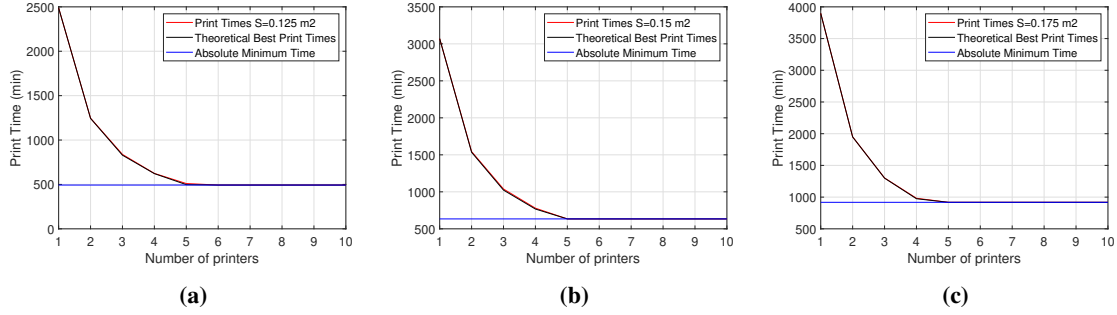 2500
2000
1500
1000
500
0
Print Time (min)
1 2 3 4 5 6 7 8 9 10
Number of printers
Print Times S=0.125 m2
Theoretical Best Print Times
Absolute Minimum Time
(a)
3500
3000
2500
2000
1500
1000
500
Print Time (min)
1 2 3 4 5 6 7 8 9 10
Number of printers
Print Times S=0.15 m2
Theoretical Best Print Times
Absolute Minimum Time
(b)
4000
3500
3000
2500
2000
1500
1000
500
Print Time (min)
1 2 3 4 5 6 7 8 9 10
Number of printers
Print Times S=0.175 m2
Theoretical Best Print Times
Absolute Minimum Time
(c)